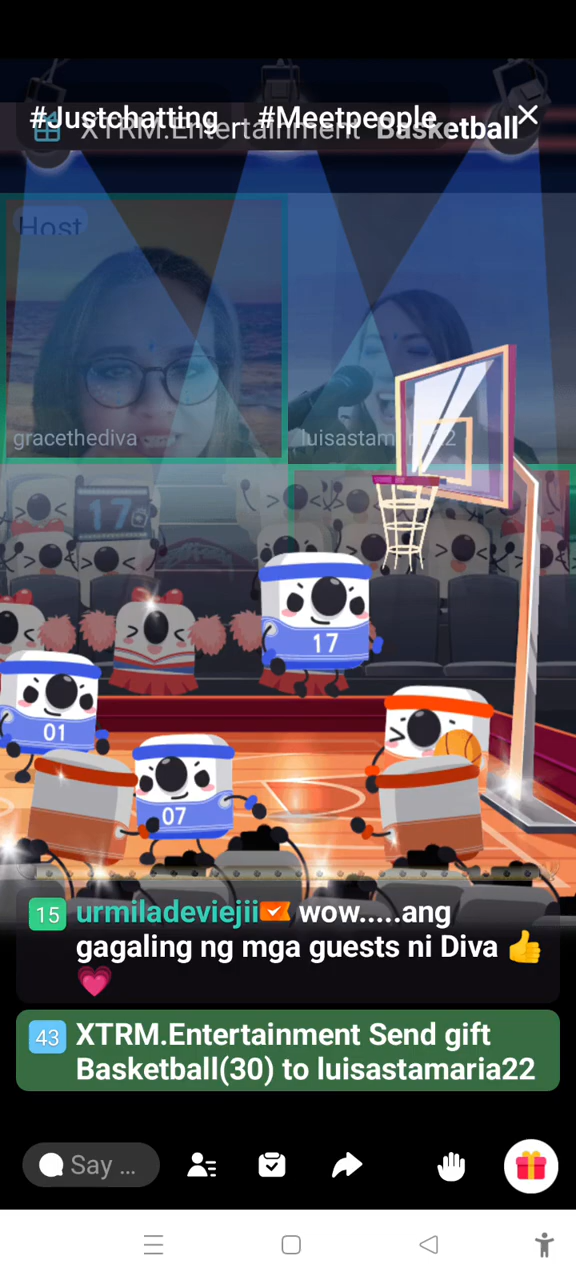 #Justchatting #Meetpeople
XTRM.Entertainment Basketball
Host
gracethediva
luisastamaria22
17
17
01
07
15 urmiladeviejii wow.....ang
gagaling ng mga guests ni Diva 👍
💗
43 XTRM.Entertainment Send gift
Basketball(30) to luisastamaria22
Say ...